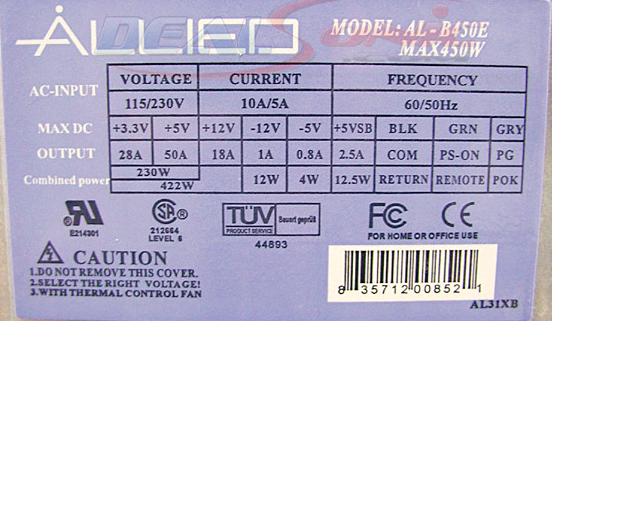 ALLIED
MODEL: AL-B450E
MAX450W
AC-INPUT VOLTAGE CURRENT FREQUENCY
115/230V 10A/5A 60/50Hz
MAX DC +3.3V +5V +12V -12V -5V +5VSB BLK GRN GRY
OUTPUT 28A 50A 18A 1A 0.8A 2.5A COM PS-ON PG
Combined power 230W 12W 4W 12.5W RETURN REMOTE POK
422W
RU ® SA ® TÜV Bauart geprüft FC CE
PRODUCT SERVICE
E214301 212664 44893 FOR HOME OR OFFICE USE
LEVEL 6
CAUTION
1.DO NOT REMOVE THIS COVER.
2.SELECT THE RIGHT VOLTAGE!
3.WITH THERMAL CONTROL FAN
8 35712 00852 1
AL31XB